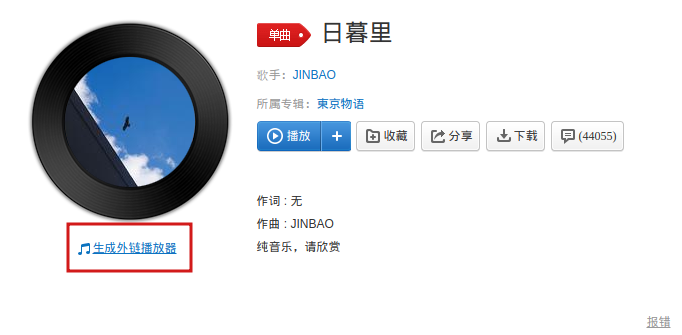 单曲 日暮里
歌手：JINBAO
所属专辑：東京物语
播放 + 收藏 分享 下载 (44055)
作词 : 无
作曲 : JINBAO
生成外链播放器
纯音乐，请欣赏
报错